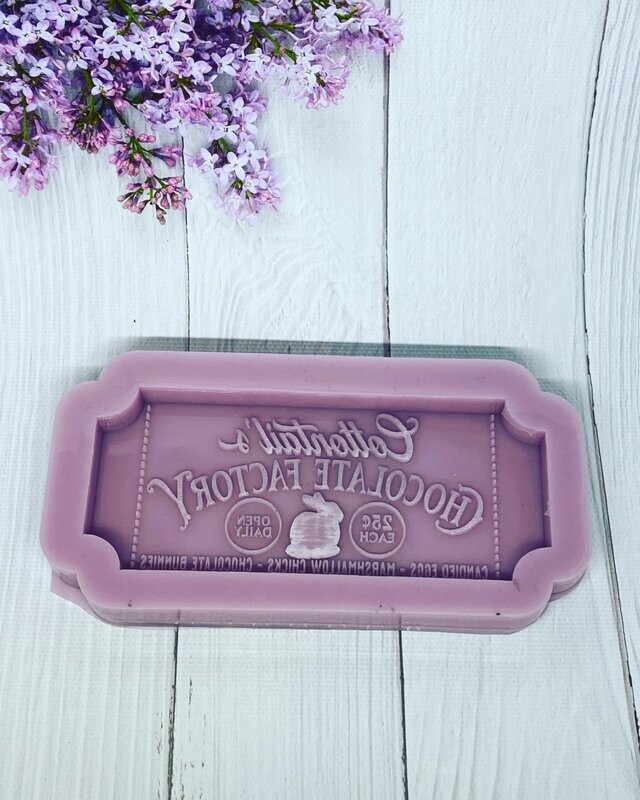 Cottontail's
CHOCOLATE FACTORY
25¢
EACH
OPEN
DAILY
CANDIED EGGS - MARSHMALLOW CHICKS - CHOCOLATE BUNNIES